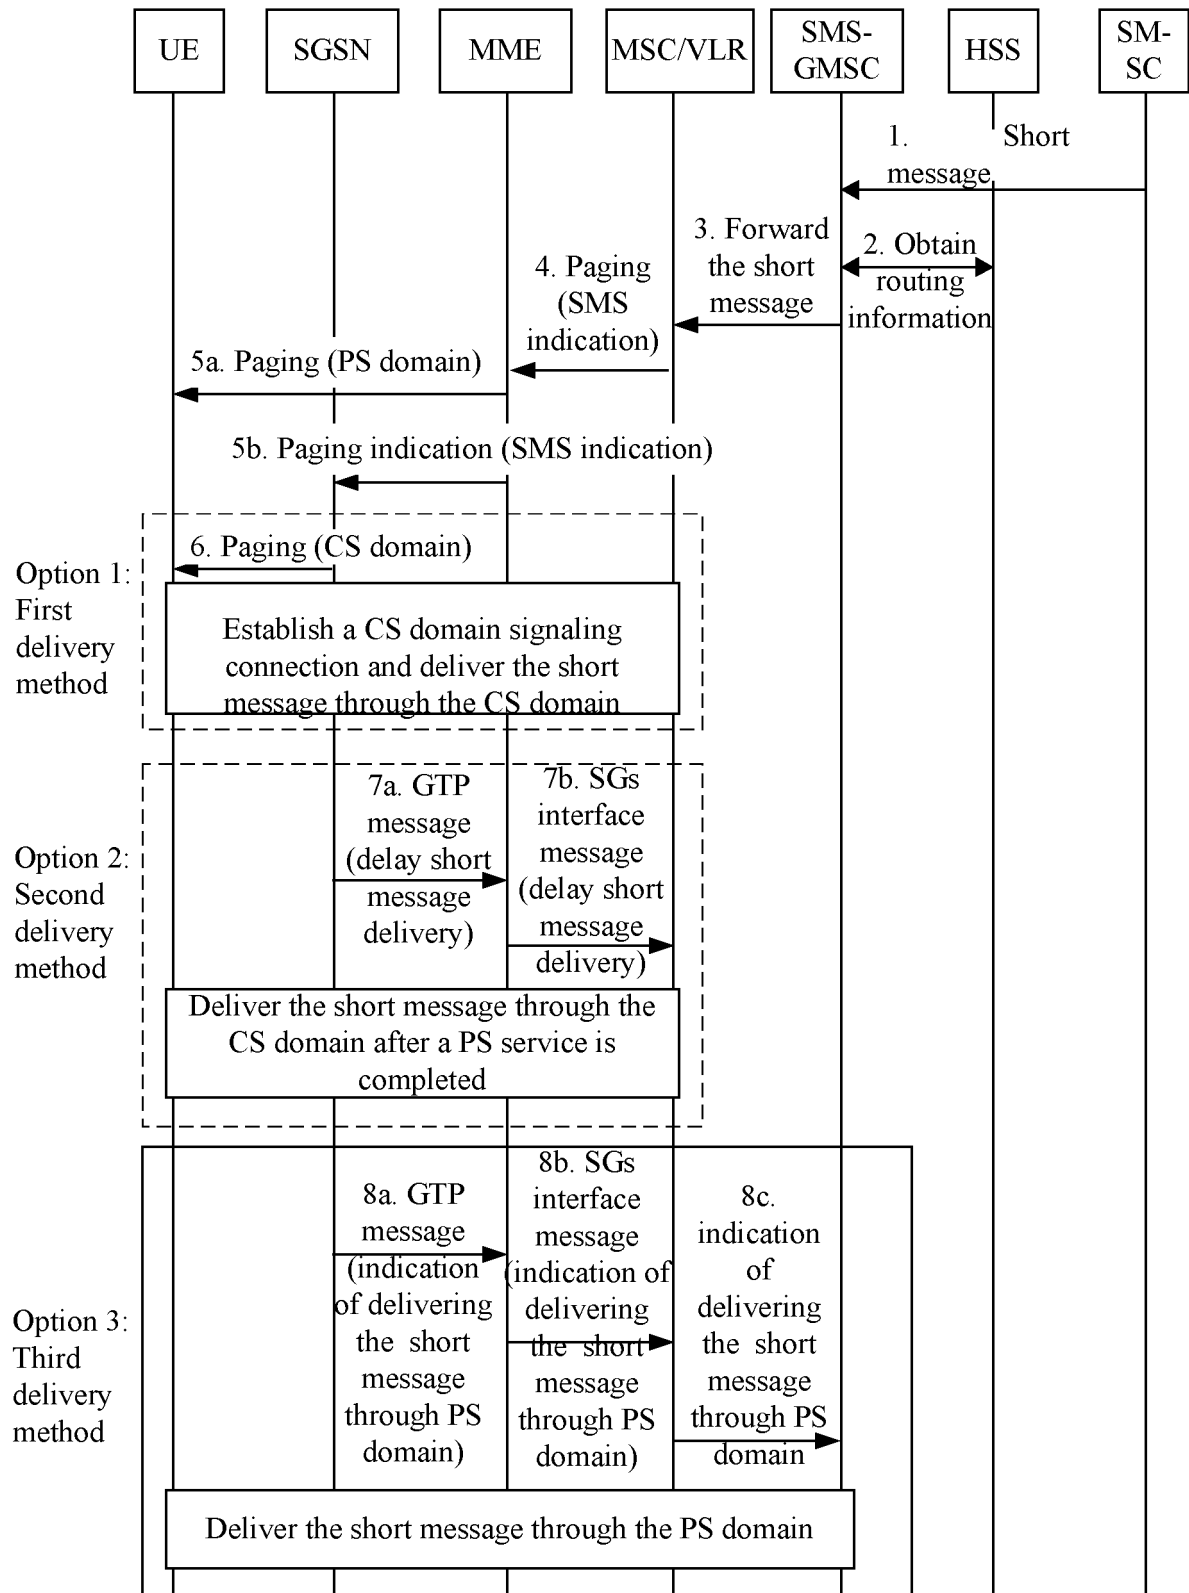 UE
SGSN
MME
MSC/VLR
SMS-
GMSC
HSS
SM-
SC
1. Short
message
2. Obtain
routing
information
3. Forward
the short
message
4. Paging
(SMS
indication)
5a. Paging (PS domain)
5b. Paging indication (SMS indication)
Option 1:
First
delivery
method
6. Paging (CS domain)
Establish a CS domain signaling
connection and deliver the short
message through the CS domain
Option 2:
Second
delivery
method
7a. GTP
message
(delay short
message
delivery)
7b. SGs
interface
message
(delay short
message
delivery)
Deliver the short message through the
CS domain after a PS service is
completed
Option 3:
Third
delivery
method
8a. GTP
message
(indication
of delivering
the short
message
through PS
domain)
8b. SGs
interface
message
(indication of
delivering
the short
message
through PS
domain)
8c.
indication
of
delivering
the short
message
through PS
domain
Deliver the short message through the PS domain